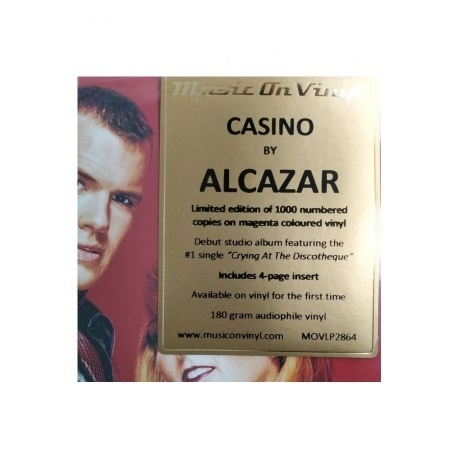 Music On Vinyl
CASINO
BY
ALCAZAR
Limited edition of 1000 numbered
copies on magenta coloured vinyl
Debut studio album featuring the
#1 single "Crying At The Discotheque"
Includes 4-page insert
Available on vinyl for the first time
180 gram audiophile vinyl
www.musiconvinyl.com MOVLP2864